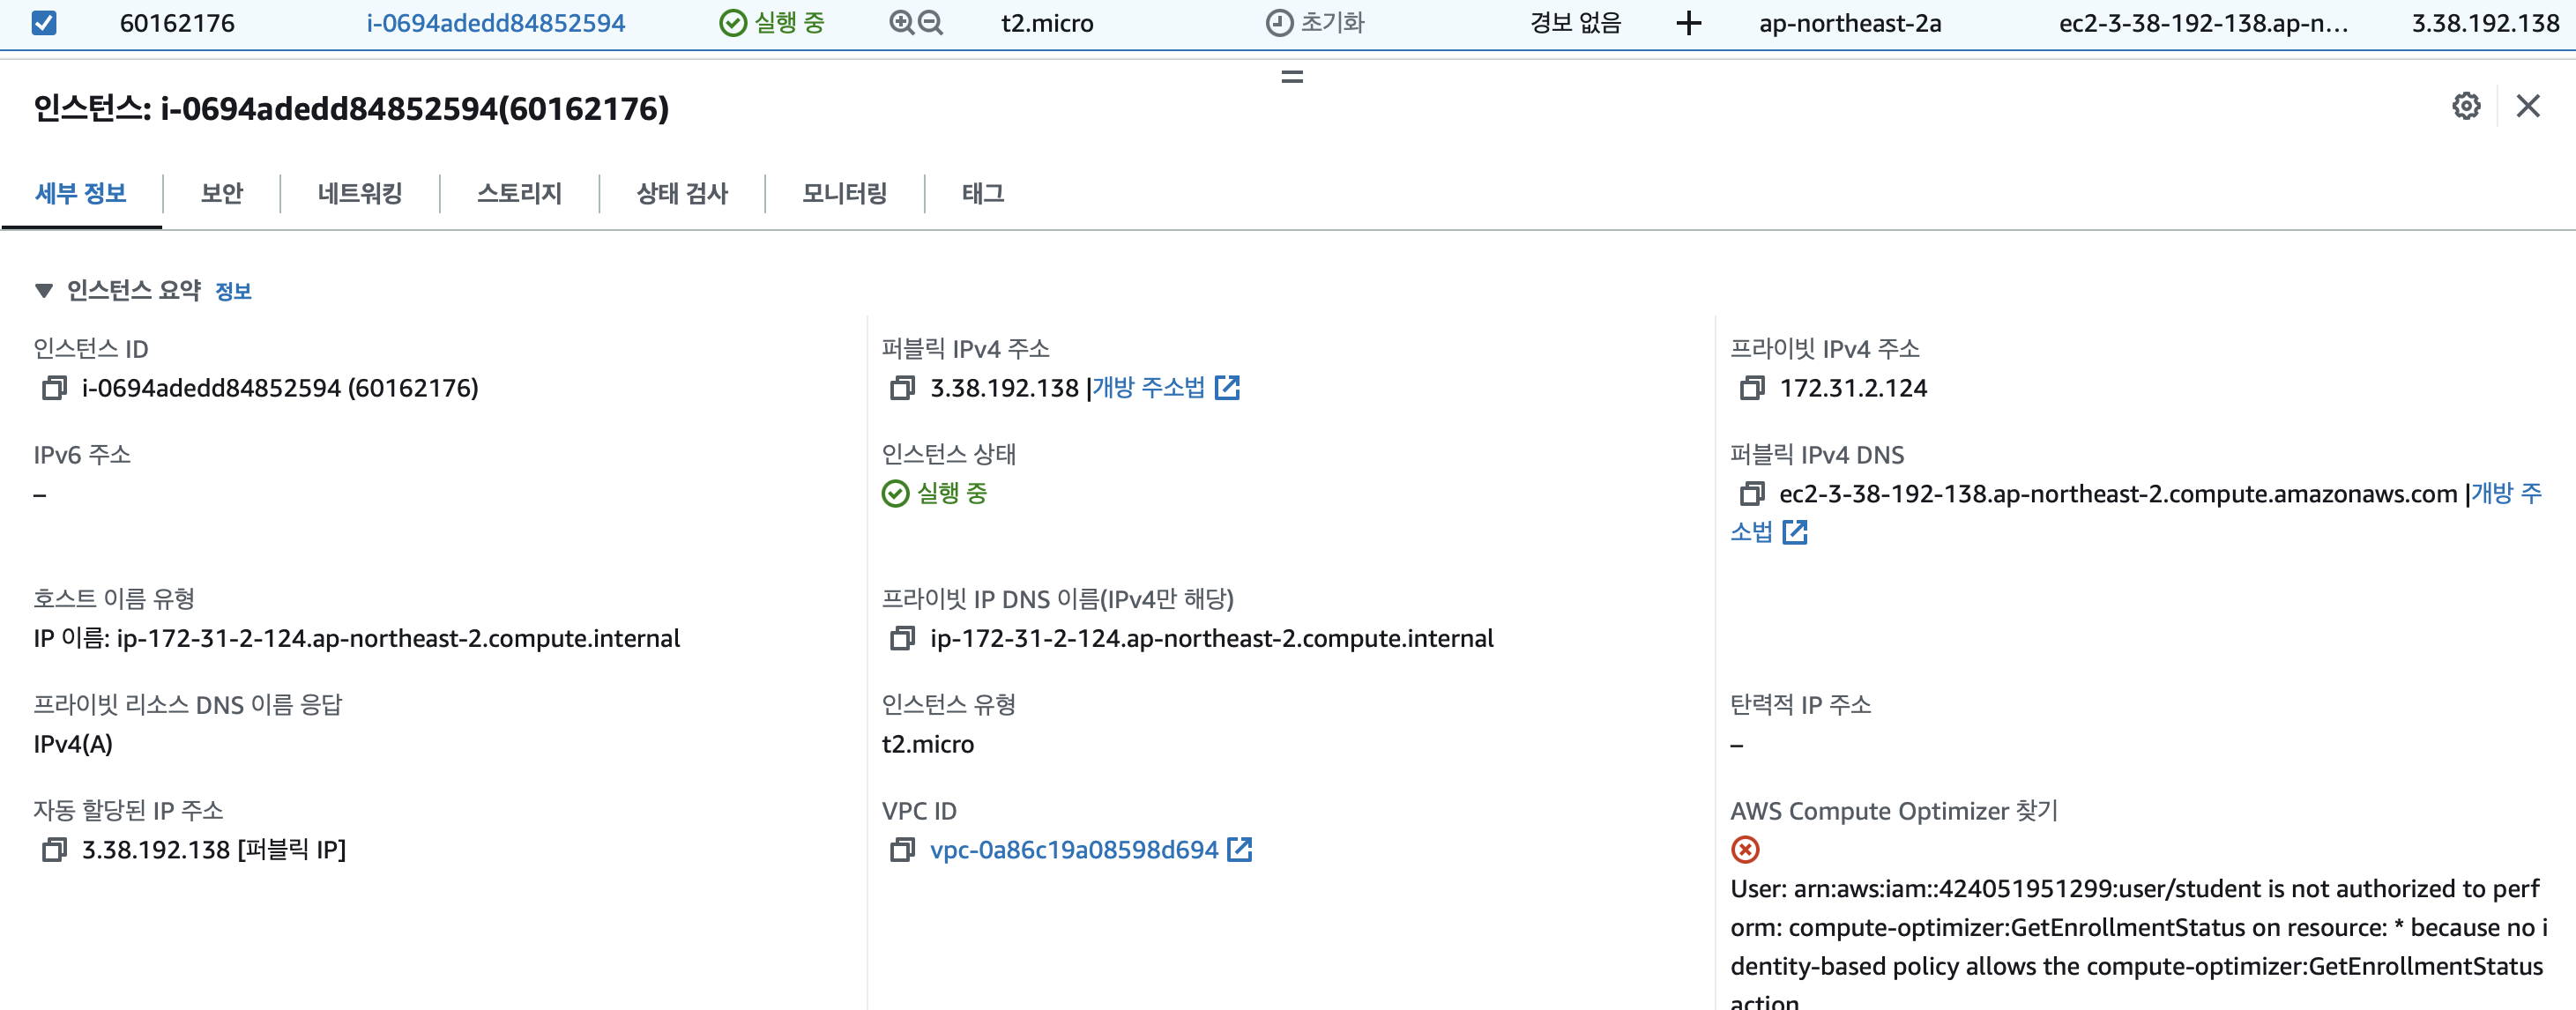 60162176 i-0694adedd84852594 실행 중 t2.micro 초기화 경보 없음 + ap-northeast-2a ec2-3-38-192-138.ap-n... 3.38.192.138
인스턴스: i-0694adedd84852594(60162176)
세부 정보 보안 네트워킹 스토리지 상태 검사 모니터링 태그
인스턴스 요약 정보
인스턴스 ID
i-0694adedd84852594 (60162176)
퍼블릭 IPv4 주소
3.38.192.138 |개방 주소법
프라이빗 IPv4 주소
172.31.2.124
IPv6 주소
–
인스턴스 상태
실행 중
퍼블릭 IPv4 DNS
ec2-3-38-192-138.ap-northeast-2.compute.amazonaws.com |개방 주
소법
호스트 이름 유형
IP 이름: ip-172-31-2-124.ap-northeast-2.compute.internal
프라이빗 IP DNS 이름(IPv4만 해당)
ip-172-31-2-124.ap-northeast-2.compute.internal
프라이빗 리소스 DNS 이름 응답
IPv4(A)
인스턴스 유형
t2.micro
탄력적 IP 주소
–
자동 할당된 IP 주소
3.38.192.138 [퍼블릭 IP]
VPC ID
vpc-0a86c19a08598d694
AWS Compute Optimizer 찾기
User: arn:aws:iam::424051951299:user/student is not authorized to perf
orm: compute-optimizer:GetEnrollmentStatus on resource: * because no i
dentity-based policy allows the compute-optimizer:GetEnrollmentStatus
action